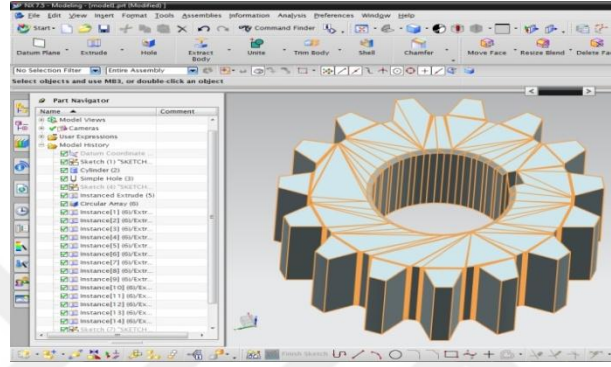 NX 7.5 - Modeling - [model1.prt (Modified) ]
File Edit View Insert Format Tools Assemblies Information Analysis Preferences Window Help
Start Command Finder
Datum Plane Extrude Hole Extract Body Unite Trim Body Shell Chamfer Move Face Resize Blend Delete Fa
No Selection Filter Entire Assembly
Select objects and use MB3, or double-click an object
Part Navigator
Name Comment
Model Views
Cameras
User Expressions
Model History
Datum Coordinate
Sketch (1) "SKETCH...
Cylinder (2)
Simple Hole (3)
Sketch (4) "SKETCH...
Instanced Extrude (5)
Circular Array (6)
Instance[1] (6)/Extr...
Instance[2] (6)/Extr...
Instance[3] (6)/Extr...
Instance[4] (6)/Extr...
Instance[5] (6)/Extr...
Instance[6] (6)/Extr...
Instance[7] (6)/Extr...
Instance[8] (6)/Extr...
Instance[9] (6)/Extr...
Instance[10] (6)/Ex...
Instance[11] (6)/Ex...
Instance[12] (6)/Ex...
Instance[13] (6)/Ex...
Instance[14] (6)/Ex...
Sketch (7) "SKETCH...
Finish Sketch